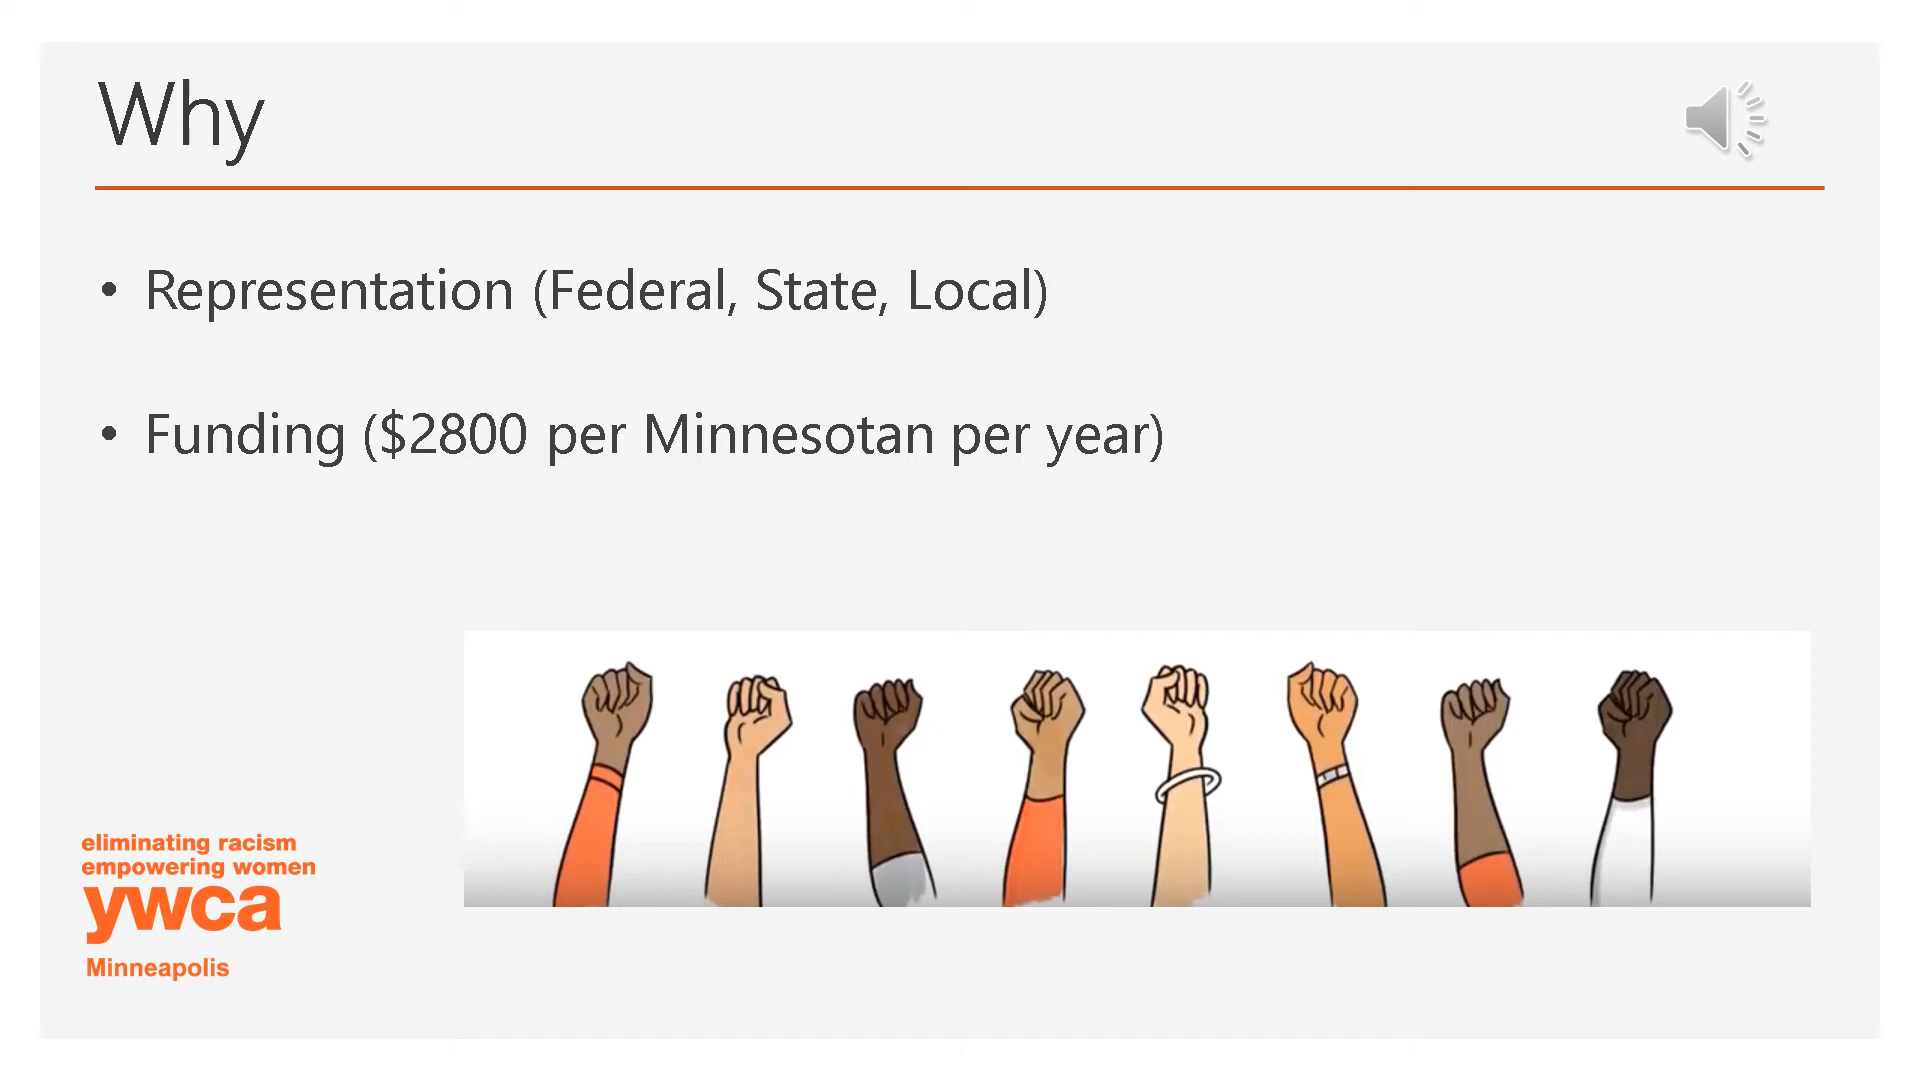 Why
• Representation (Federal, State, Local)
• Funding ($2800 per Minnesotan per year)
eliminating racism
empowering women
ywca
Minneapolis